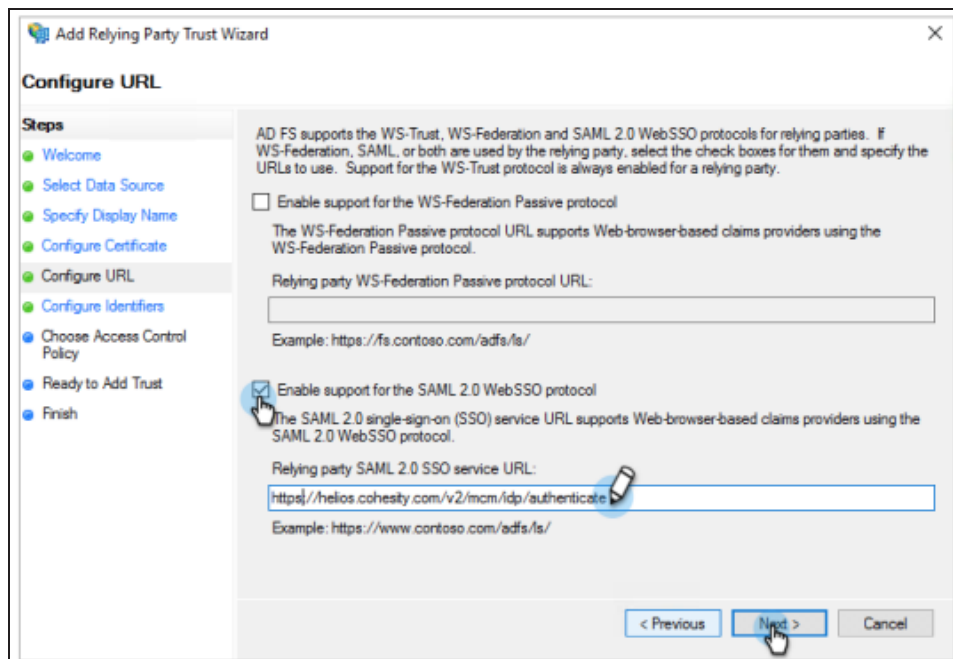 Add Relying Party Trust Wizard
Configure URL
Steps
Welcome
Select Data Source
Specify Display Name
Configure Certificate
Configure URL
Configure Identifiers
Choose Access Control
Policy
Ready to Add Trust
Finish
AD FS supports the WS-Trust, WS-Federation and SAML 2.0 WebSSO protocols for relying parties. If
WS-Federation, SAML, or both are used by the relying party, select the check boxes for them and specify the
URLs to use. Support for the WS-Trust protocol is always enabled for a relying party.
Enable support for the WS-Federation Passive protocol
The WS-Federation Passive protocol URL supports Web-browser-based claims providers using the
WS-Federation Passive protocol.
Relying party WS-Federation Passive protocol URL:
Example: https://fs.contoso.com/adfs/ls/
Enable support for the SAML 2.0 WebSSO protocol
The SAML 2.0 single-sign-on (SSO) service URL supports Web-browser-based claims providers using the
SAML 2.0 WebSSO protocol.
Relying party SAML 2.0 SSO service URL:
https://helios.cohesity.com/v2/mcm/idp/authenticate
Example: https://www.contoso.com/adfs/ls/
< Previous
Next >
Cancel